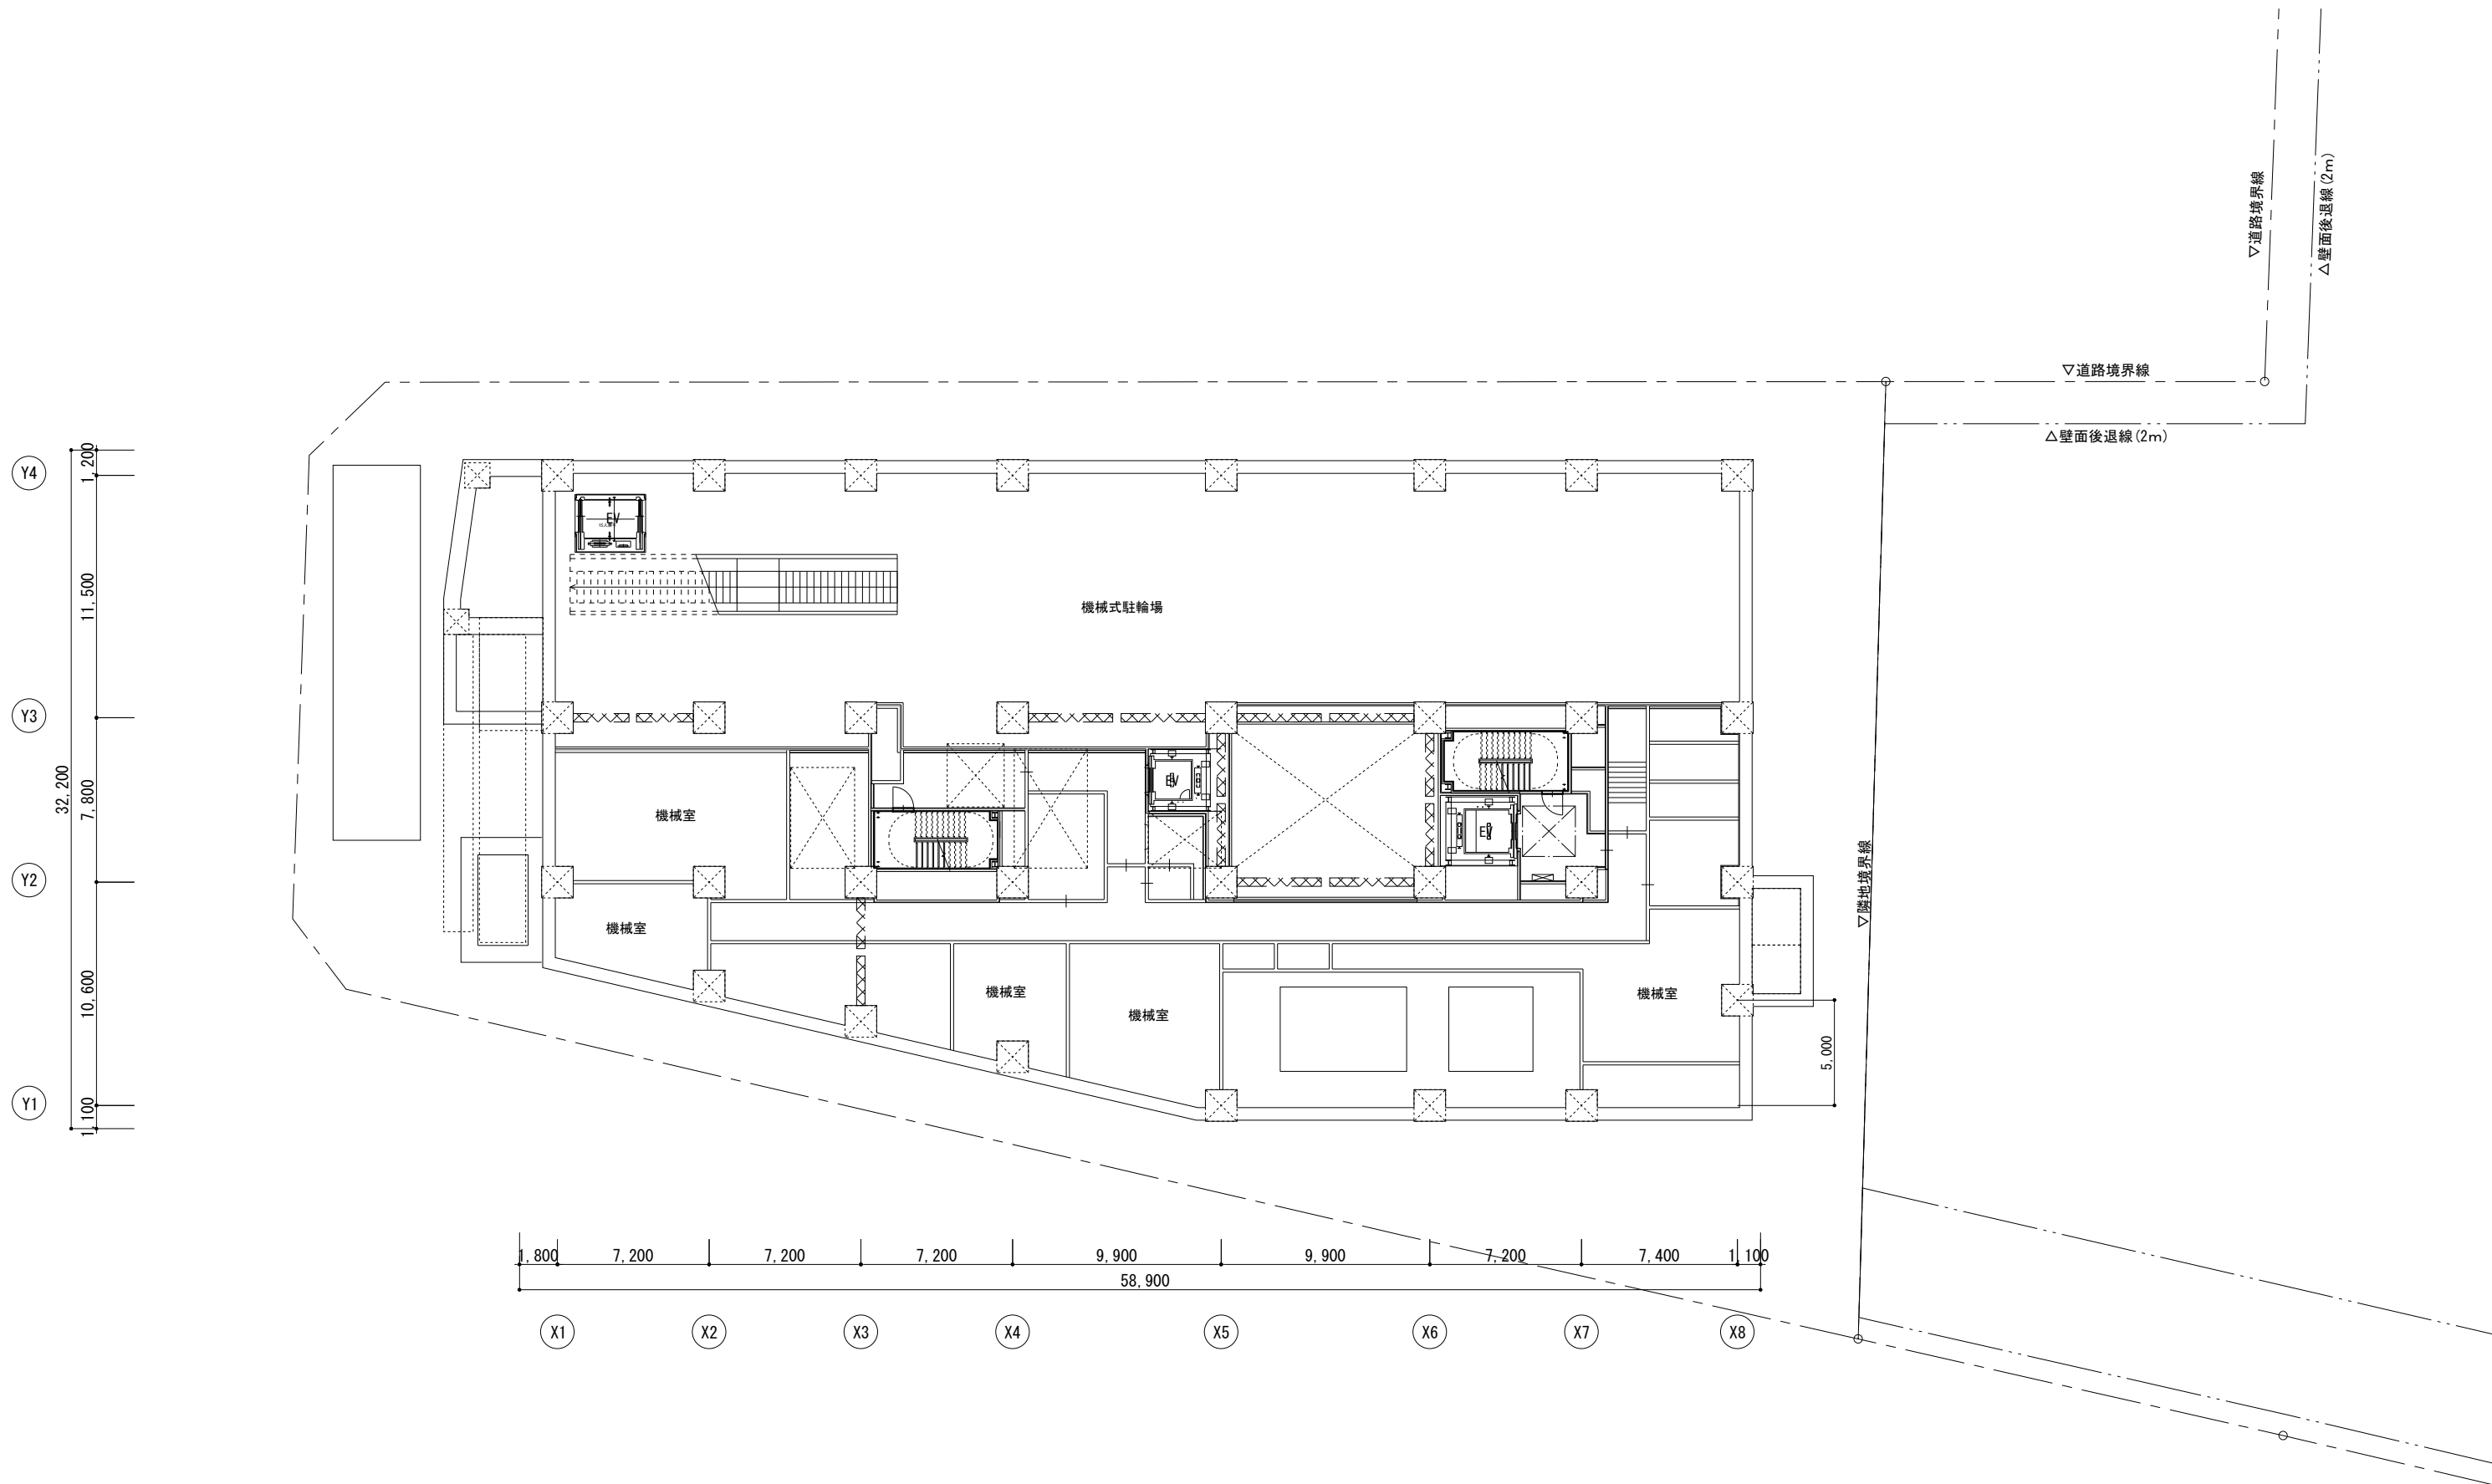 ▽道路境界線
△壁面後退線(2m)
▽道路境界線
△壁面後退線(2m)
Y4
1,200
EV
11,500
機械式駐輪場
Y3
32,200
7,800
機械室
EV
EV
Y2
▽隣地境界線
機械室
10,600
機械室
機械室
機械室
5,000
Y1
1,100
1,800
7,200
7,200
7,200
9,900
9,900
7,200
7,400
1,100
58,900
X1
X2
X3
X4
X5
X6
X7
X8